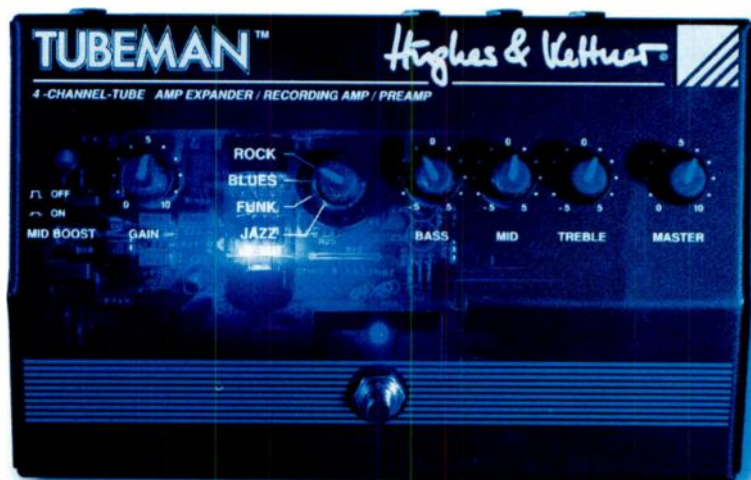 TUBEMAN™ Hughes & Kettner®
4-CHANNEL-TUBE AMP EXPANDER / RECORDING AMP / PREAMP
5 ROCK 0 0 0 5
BLUES
OFF FUNK
ON 0 10 -5 5 -5 5 -5 5 0 10
MID BOOST GAIN JAZZ BASS MID TREBLE MASTER